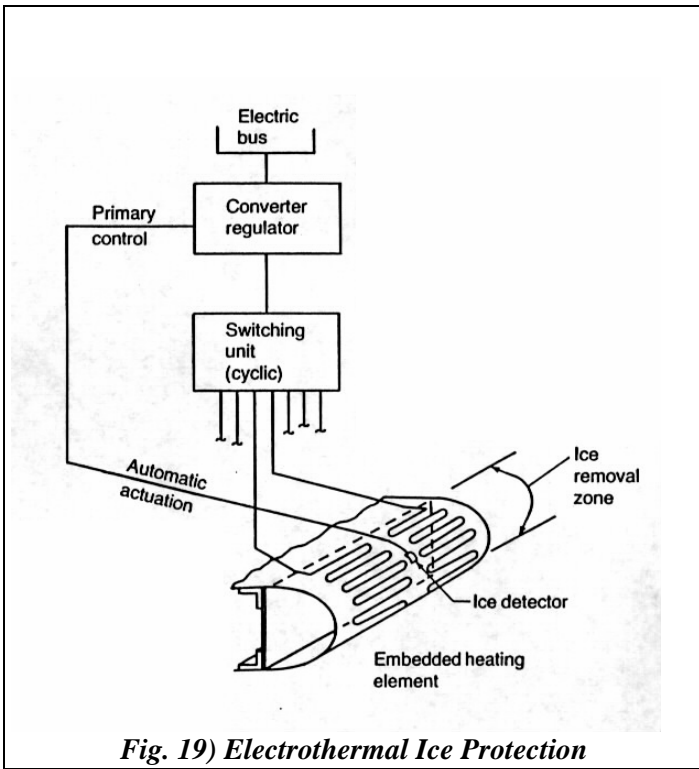 Electric
bus
Primary
control
Converter
regulator
Switching
unit
(cyclic)
Automatic
actuation
Ice
removal
zone
Ice detector
Embedded heating
element
Fig. 19) Electrothermal Ice Protection